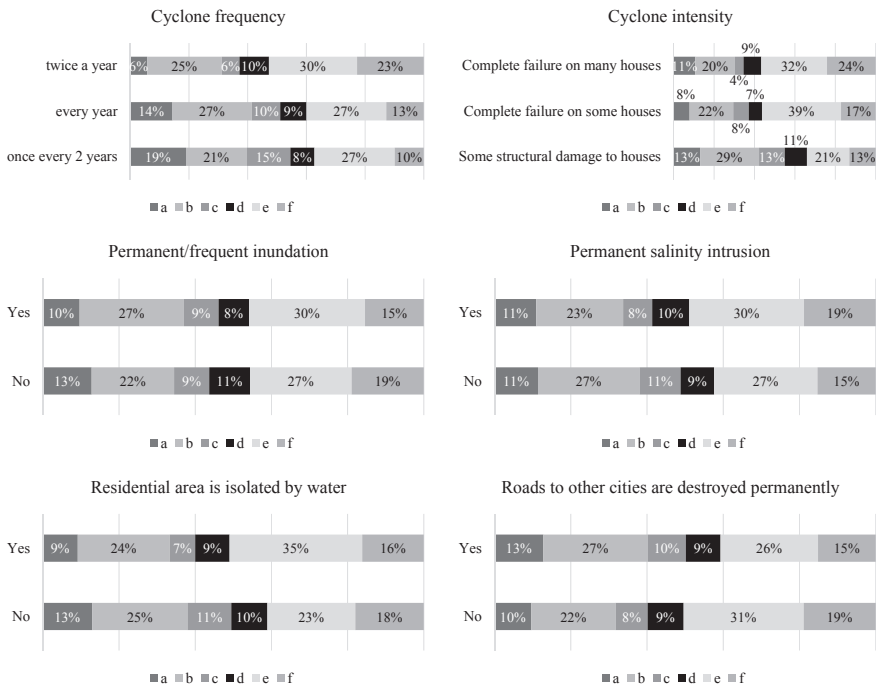 Cyclone frequency
twice a year 6% 25% 6% 10% 30% 23%
every year 14% 27% 10% 9% 27% 13%
once every 2 years 19% 21% 15% 8% 27% 10%
a b c d e f
Cyclone intensity
9%
Complete failure on many houses 11% 20% 32% 24%
4%
8% 7%
Complete failure on some houses 22% 39% 17%
8%
11%
Some structural damage to houses 13% 29% 13% 21% 13%
a b c d e f
Permanent/frequent inundation
Yes 10% 27% 9% 8% 30% 15%
No 13% 22% 9% 11% 27% 19%
a b c d e f
Permanent salinity intrusion
Yes 11% 23% 8% 10% 30% 19%
No 11% 27% 11% 9% 27% 15%
a b c d e f
Residential area is isolated by water
Yes 9% 24% 7% 9% 35% 16%
No 13% 25% 11% 10% 23% 18%
a b c d e f
Roads to other cities are destroyed permanently
Yes 13% 27% 10% 9% 26% 15%
No 10% 22% 8% 9% 31% 19%
a b c d e f